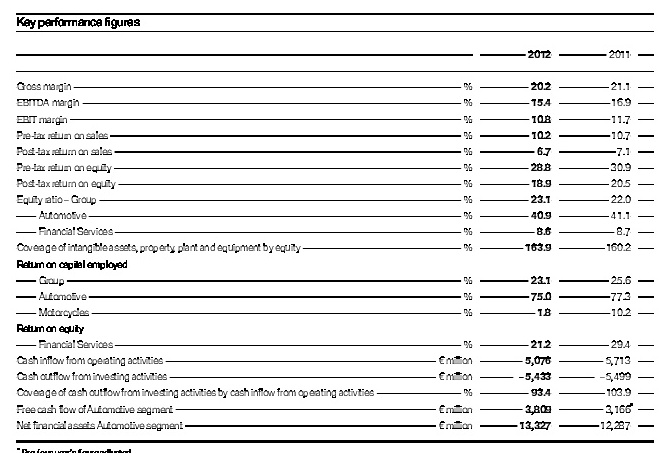 Key performance figures
2012 2011
Gross margin % 20.2 21.1
EBITDA margin % 15.4 16.9
EBIT margin % 10.8 11.7
Pre-tax return on sales % 10.2 10.7
Post-tax return on sales % 6.7 7.1
Pre-tax return on equity % 28.8 30.9
Post-tax return on equity % 18.9 20.5
Equity ratio – Group % 23.1 22.0
Automotive % 40.9 41.1
Financial Services % 8.6 8.7
Coverage of intangible assets, property, plant and equipment by equity % 163.9 160.2
Return on capital employed
Group % 23.1 25.6
Automotive % 75.0 77.3
Motorcycles % 1.8 10.2
Return on equity
Financial Services % 21.2 29.4
Cash inflow from operating activities € million 5,076 5,713
Cash outflow from investing activities € million –5,433 –5,499
Coverage of cash outflow from investing activities by cash inflow from operating activities % 93.4 103.9
Free cash flow of Automotive segment € million 3,809 3,166*
Net financial assets Automotive segment € million 13,327 12,287